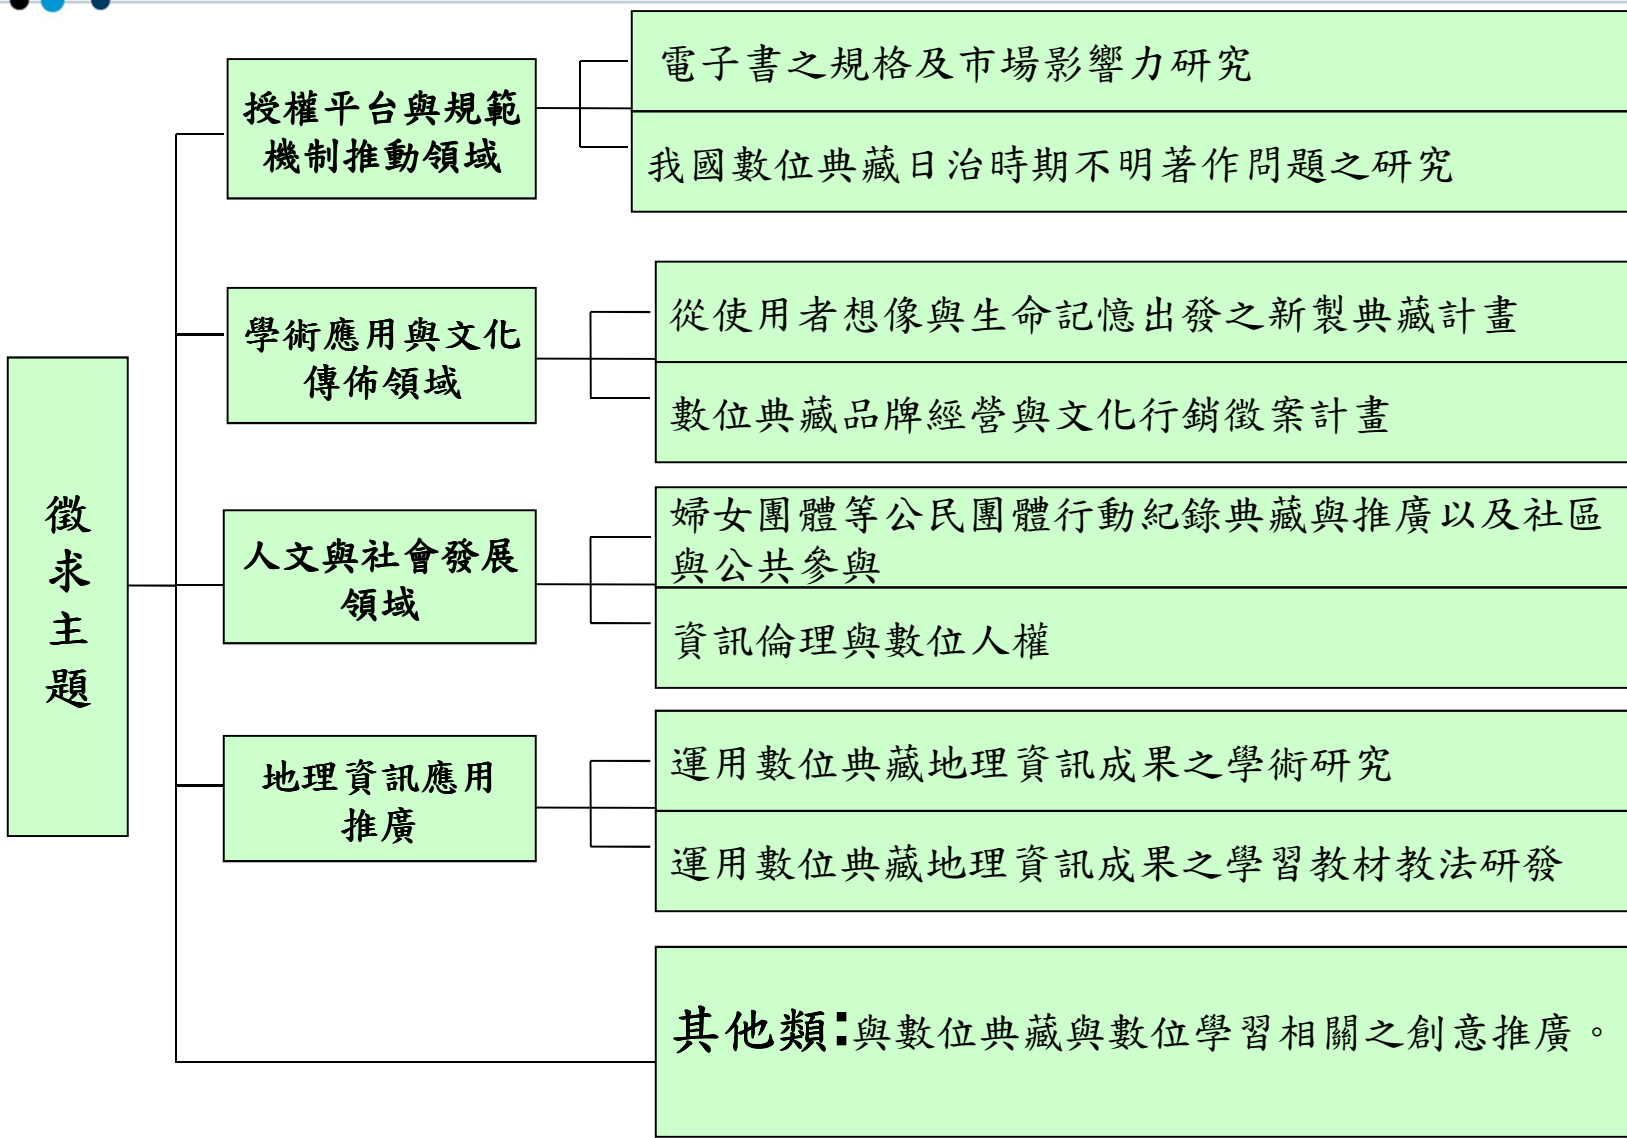 徵
求
主
題
授權平台與規範
機制推動領域
電子書之規格及市場影響力研究
我國數位典藏日治時期不明著作問題之研究
學術應用與文化
傳佈領域
從使用者想像與生命記憶出發之新製典藏計畫
數位典藏品牌經營與文化行銷徵案計畫
人文與社會發展
領域
婦女團體等公民團體行動紀錄典藏與推廣以及社區
與公共參與
資訊倫理與數位人權
地理資訊應用
推廣
運用數位典藏地理資訊成果之學術研究
運用數位典藏地理資訊成果之學習教材教法研發
其他類:與數位典藏與數位學習相關之創意推廣。